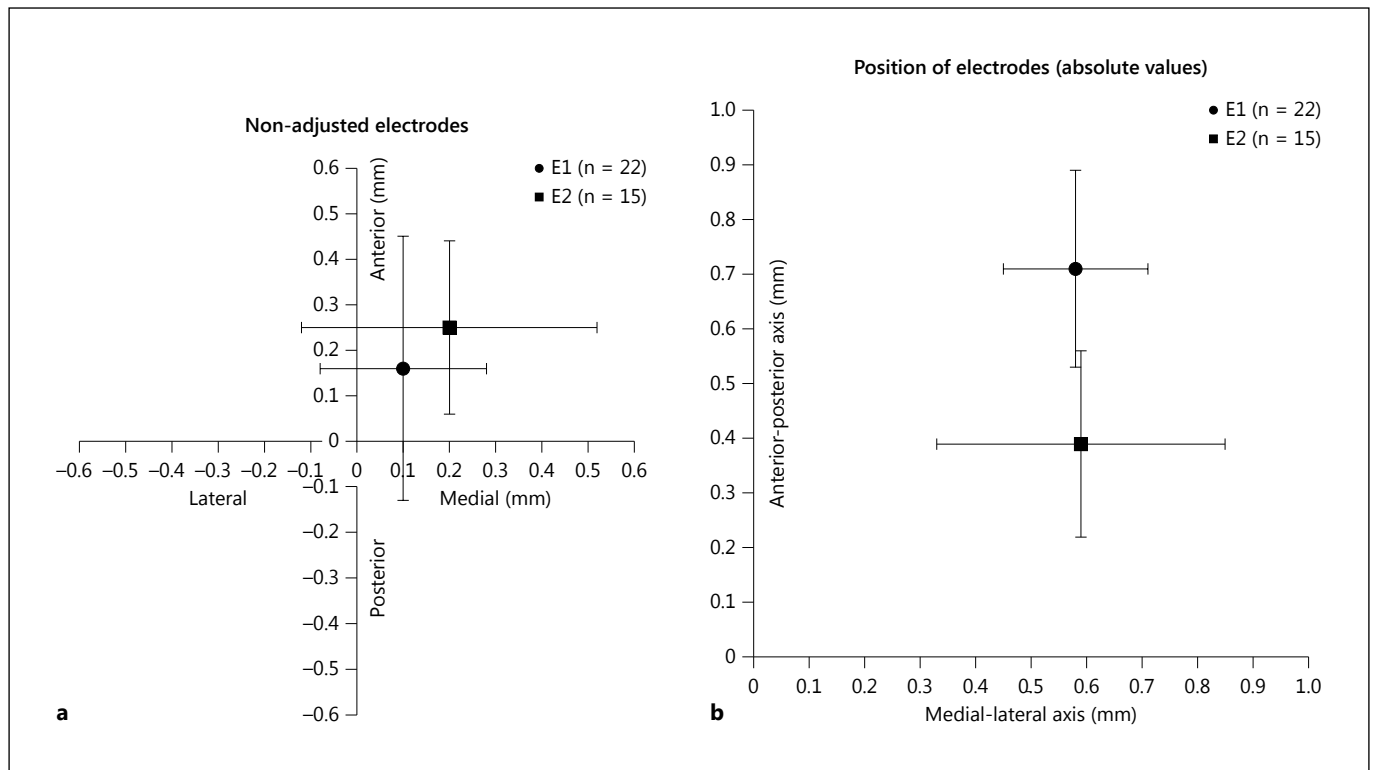 Non-adjusted electrodes
E1 (n = 22)
E2 (n = 15)
Anterior (mm)
0.6
0.5
0.4
0.3
0.2
0.1
0
–0.6 –0.5 –0.4 –0.3 –0.2 –0.1 0 0.1 0.2 0.3 0.4 0.5 0.6
Lateral
Medial (mm)
–0.1
–0.2
–0.3
–0.4
–0.5
–0.6
Posterior
a
Position of electrodes (absolute values)
E1 (n = 22)
E2 (n = 15)
Anterior-posterior axis (mm)
1.0
0.9
0.8
0.7
0.6
0.5
0.4
0.3
0.2
0.1
0
0 0.1 0.2 0.3 0.4 0.5 0.6 0.7 0.8 0.9 1.0
Medial-lateral axis (mm)
b